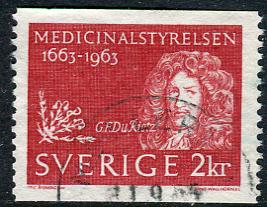 MEDICINALSTYRELSEN
1663-1963
G.F.Du Rietz
SVERIGE 2kr